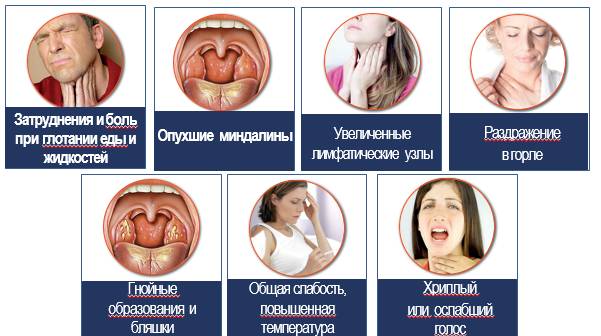 Затруднения и боль
при глотании еды и
жидкостей
Опухшие миндалины
Увеличенные
лимфатические узлы
Раздражение
в горле
Гнойные
образования и
бляшки
Общая слабость,
повышенная
температура
Хриплый
или ослабший
голос